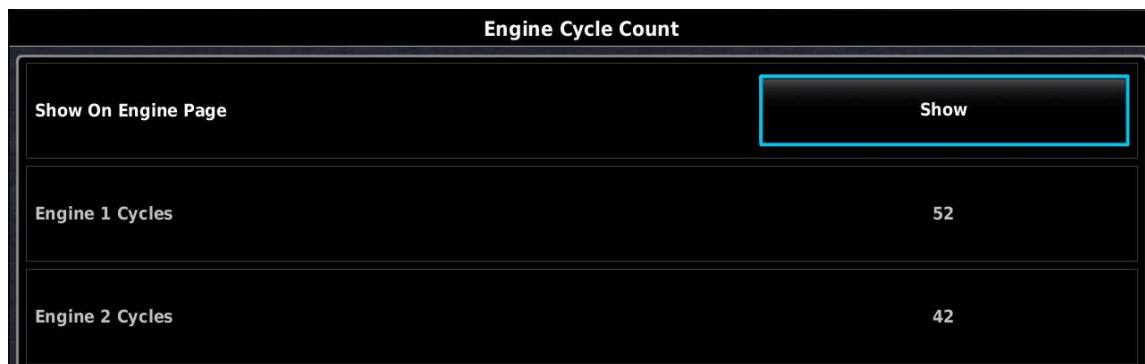 Engine Cycle Count
Show On Engine Page Show
Engine 1 Cycles 52
Engine 2 Cycles 42